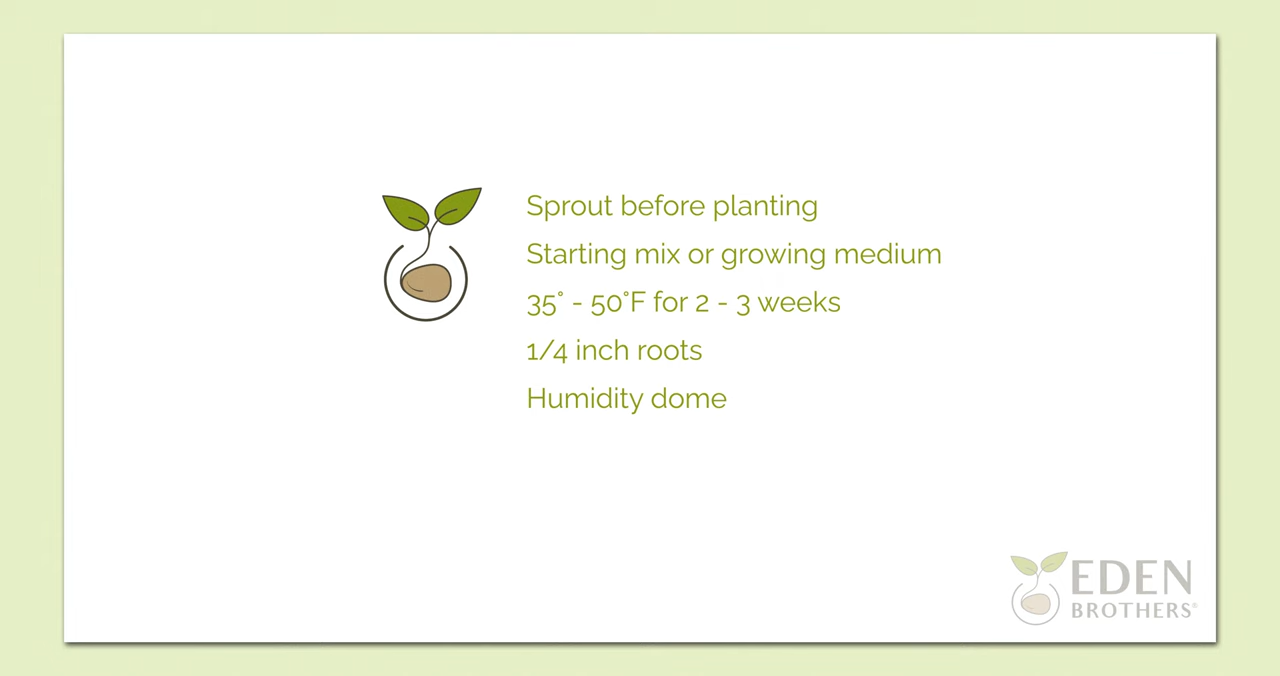 Sprout before planting
Starting mix or growing medium
35° - 50°F for 2 - 3 weeks
1/4 inch roots
Humidity dome
EDEN
BROTHERS®